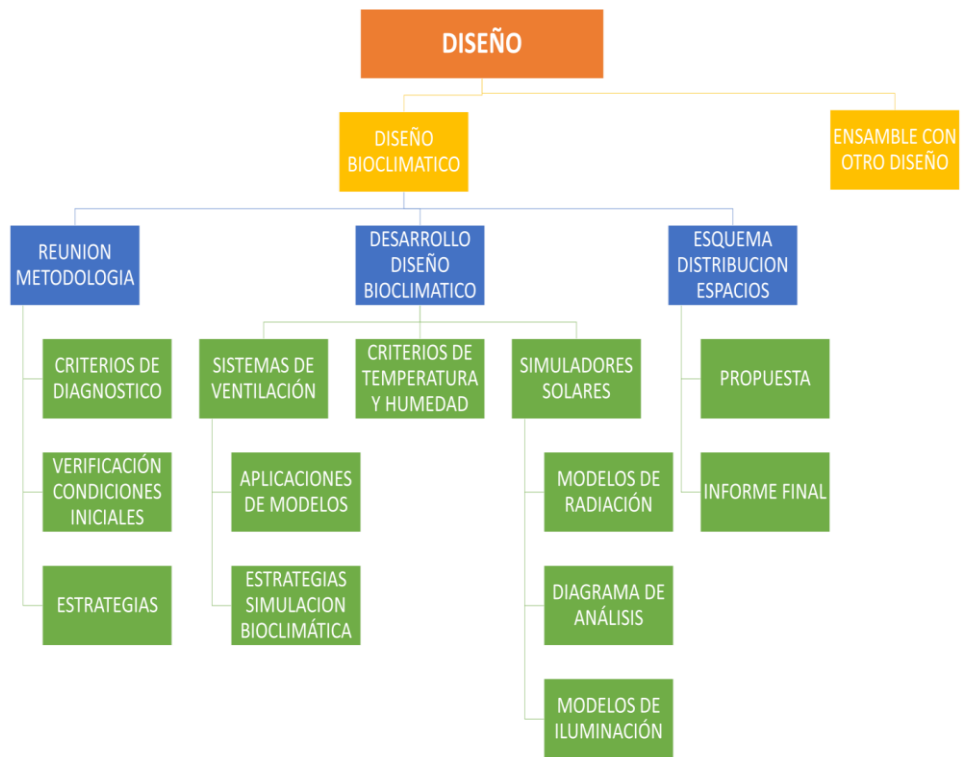 DISEÑO
DISEÑO
BIOCLIMATICO
ENSAMBLE CON
OTRO DISEÑO
REUNION
METODOLOGIA
DESARROLLO
DISEÑO
BIOCLIMATICO
ESQUEMA
DISTRIBUCION
ESPACIOS
CRITERIOS DE
DIAGNOSTICO
SISTEMAS DE
VENTILACIÓN
CRITERIOS DE
TEMPERATURA
Y HUMEDAD
SIMULADORES
SOLARES
PROPUESTA
VERIFICACIÓN
CONDICIONES
INICIALES
APLICACIONES
DE MODELOS
MODELOS DE
RADIACIÓN
INFORME FINAL
ESTRATEGIAS
ESTRATEGIAS
SIMULACION
BIOCLIMÁTICA
DIAGRAMA DE
ANÁLISIS
MODELOS DE
ILUMINACIÓN